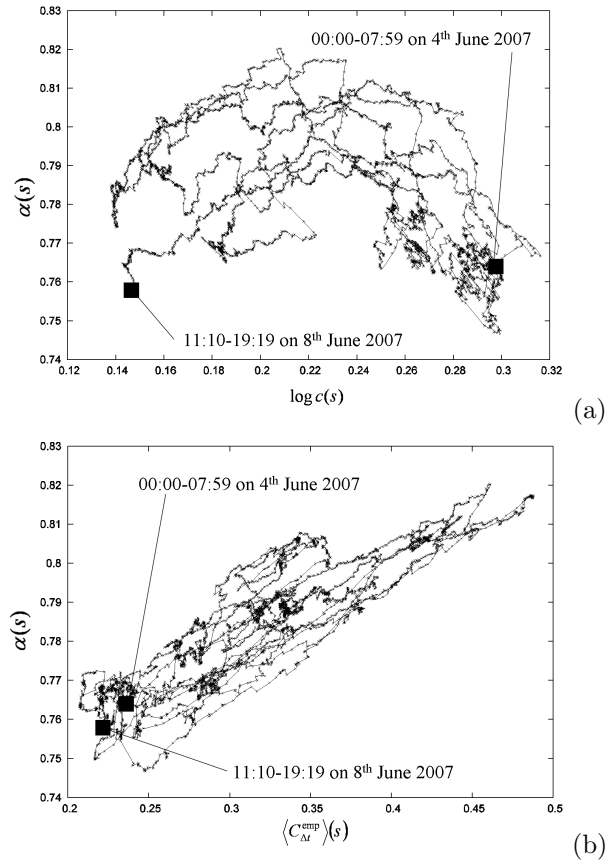 0.83
00:00-07:59 on 4th June 2007
0.82
0.81
0.8
0.79
α(s)
0.78
0.77
0.76
0.75
11:10-19:19 on 8th June 2007
0.74
0.12 0.14 0.16 0.18 0.2 0.22 0.24 0.26 0.28 0.3 0.32
log c(s)
(a)
0.83
00:00-07:59 on 4th June 2007
0.82
0.81
0.8
0.79
α(s)
0.78
0.77
0.76
0.75
11:10-19:19 on 8th June 2007
0.74
0.2 0.25 0.3 0.35 0.4 0.45 0.5
⟨C_Δt^emp⟩(s)
(b)